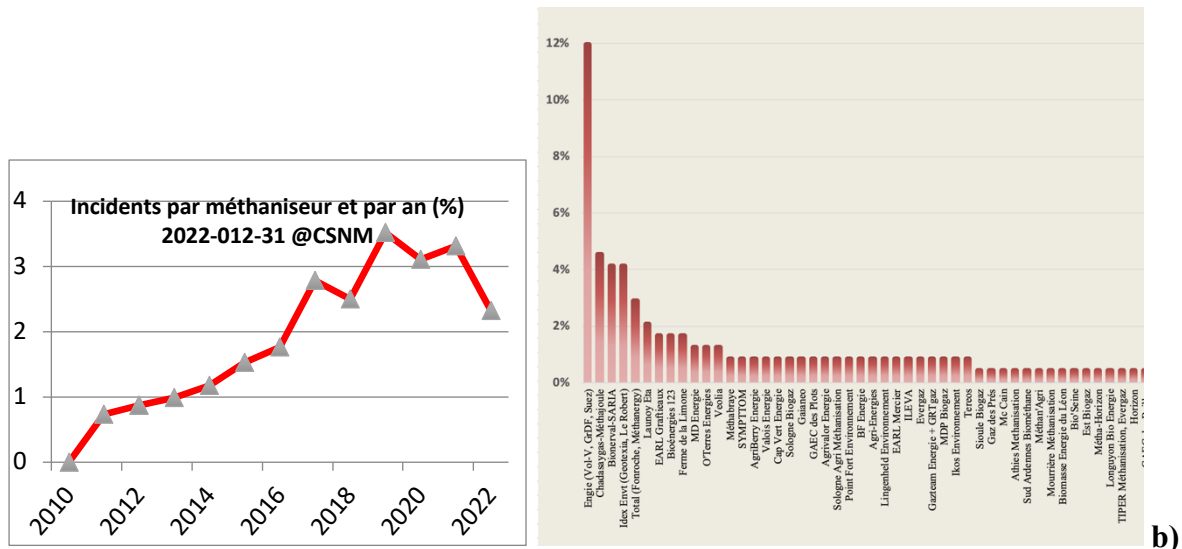 4
3
2
1
0
Incidents par méthaniseur et par an (%)
2022-012-31 @CSNM
2010
2012
2014
2016
2018
2020
2022
12%
10%
8%
6%
4%
2%
0%
Engie (Vol-V, GrDF, Suez)
Chadasaygas-Méthajoule
Bionerval-SARIA
Idex Envt (Geotexia, Le Robert)
Total (Fonroche, Méthanergy)
Launoy Eta
EARL Graffeaux
Bioénergies 123
Ferme de la Limone
MD Energie
O'Terres Energies
Veolia
Méthabraye
SYMPTTOM
AgriBerry Energie
Valois Energie
Cap Vert Energie
Sologne Biogaz
Gaianeo
GAEC des Plots
Agrivalor Energie
Sologne Agri Méthanisation
Point Fort Environnement
BF Energie
Agri-Energies
Lingenheld Environnement
EARL Mercier
ILEVA
Evergaz
Gazteam Energie + GRTgaz
MDP Biogaz
Ikos Environnement
Tereos
Sioule Biogaz
Gaz des Prés
Mc Cain
Athies Methanisation
Sud Ardennes Biométhane
Méthan'Agri
Mourrière Méthanisation
Biomasse Energie du Léon
Bio'Seine
Est Biogaz
Métha-Horizon
Longuyon Bio Energie
TIPER Méthanisation, Evergaz
Horizon
b)